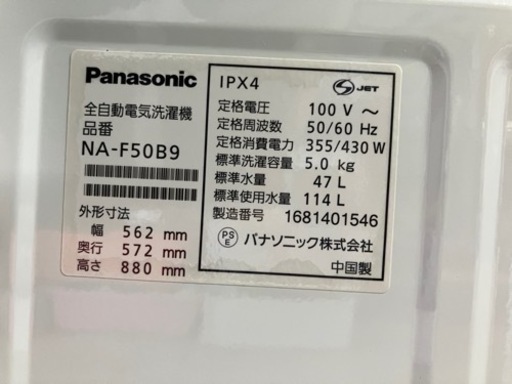 Panasonic
全自動電気洗濯機
品番
NA-F50B9
外形寸法
幅 562 mm
奥行 572 mm
高さ 880 mm
IPX4
S JET
定格電圧 100 V ～
定格周波数 50/60 Hz
定格消費電力 355/430 W
標準洗濯容量 5.0 kg
標準水量 47 L
標準使用水量 114 L
製造番号 1681401546
PSE パナソニック株式会社
中国製